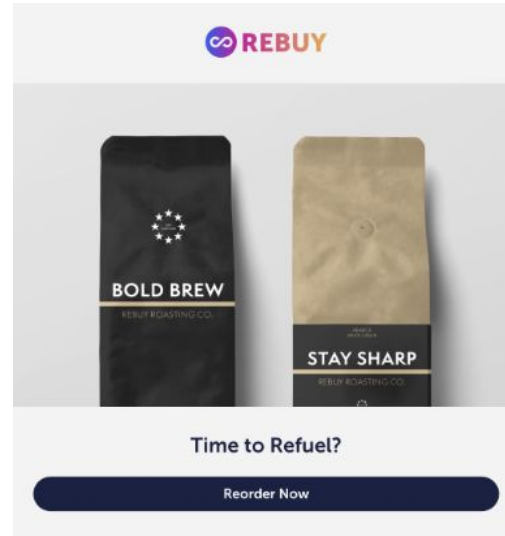 REBUY
BOLD BREW
REBUY ROASTING CO.
STAY SHARP
REBUY ROASTING CO.
Time to Refuel?
Reorder Now